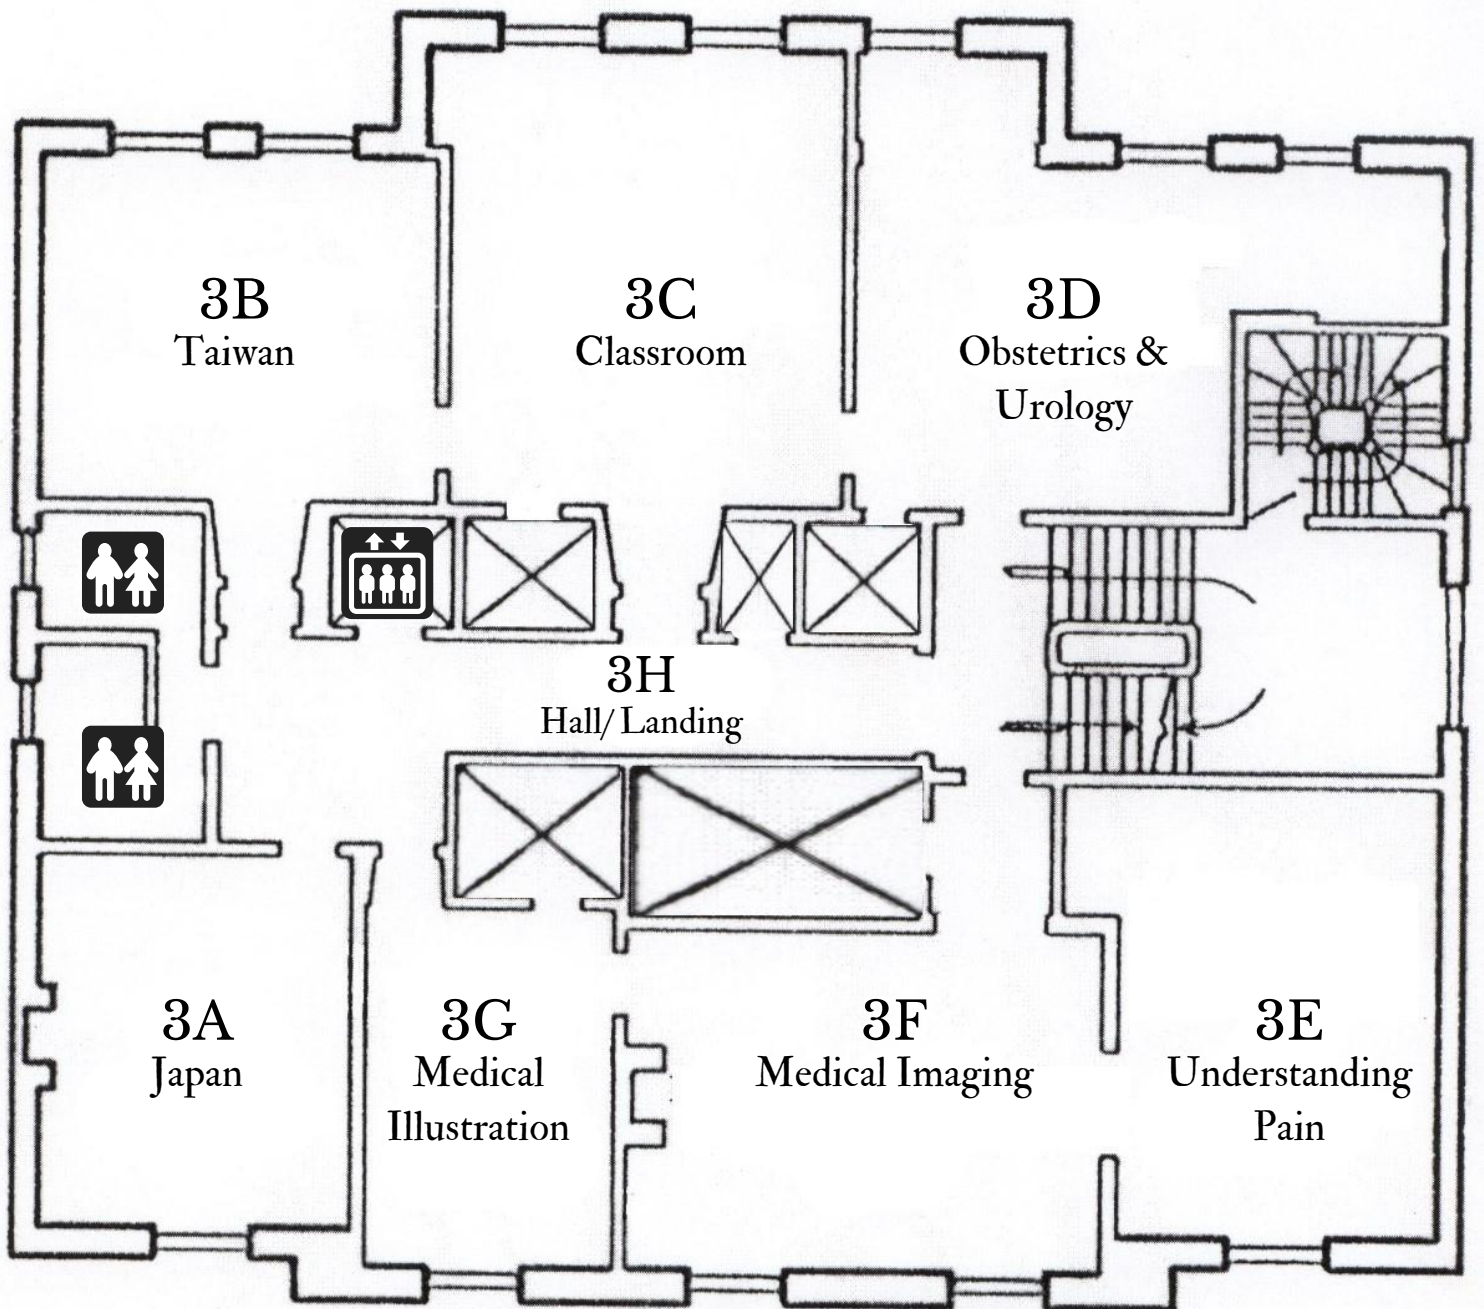 3B
Taiwan
3C
Classroom
3D
Obstetrics &
Urology
3H
Hall/ Landing
3A
Japan
3G
Medical
Illustration
3F
Medical Imaging
3E
Understanding
Pain